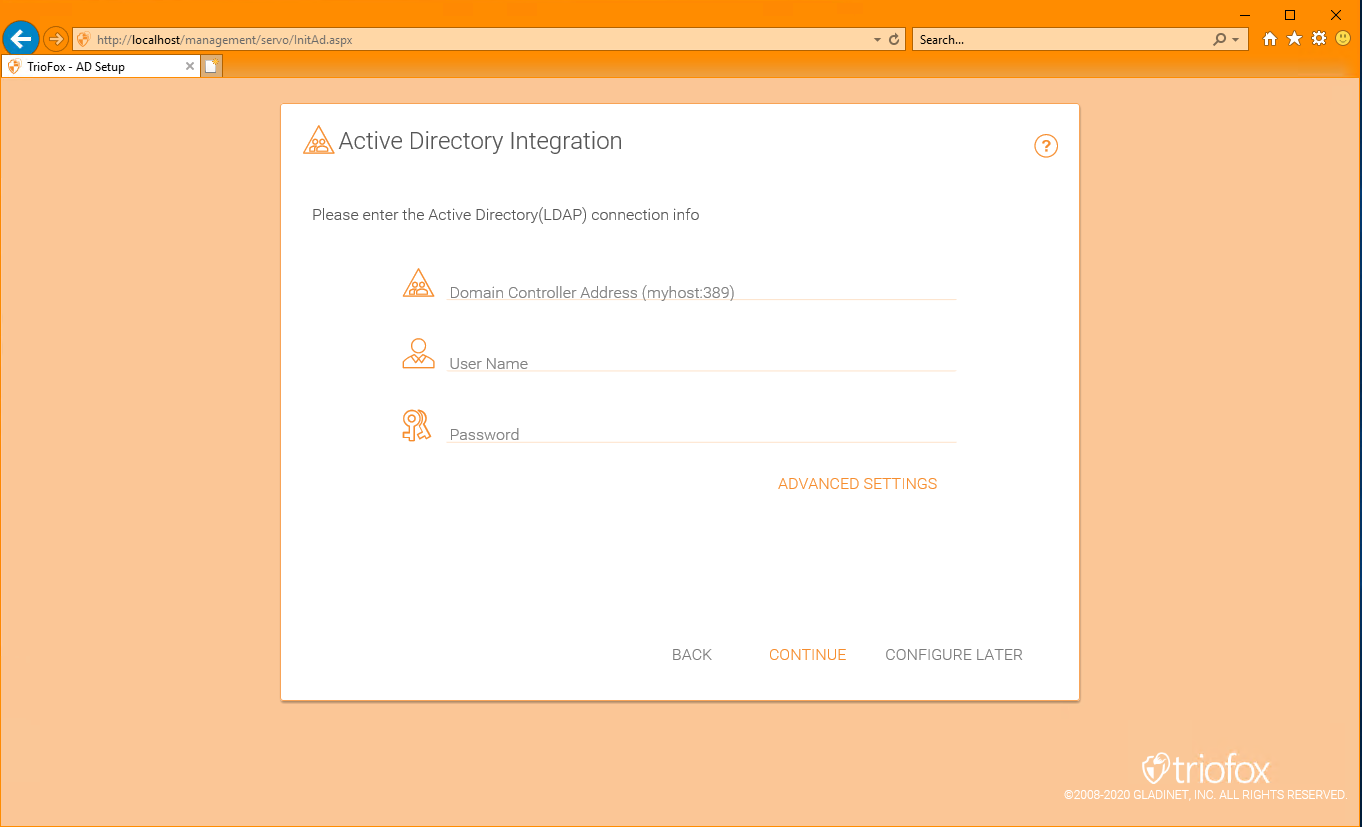 http://localhost/management/servo/InitAd.aspx
Search...
TrioFox - AD Setup
Active Directory Integration
?
Please enter the Active Directory(LDAP) connection info
Domain Controller Address (myhost:389)
User Name
Password
ADVANCED SETTINGS
BACK CONTINUE CONFIGURE LATER
triofox
©2008-2020 GLADINET, INC. ALL RIGHTS RESERVED.